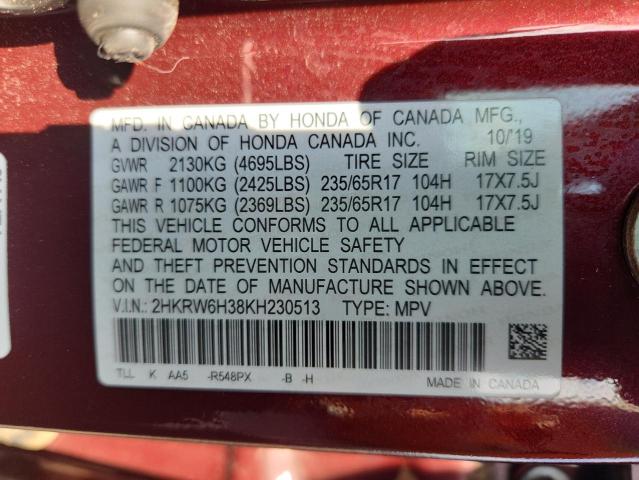 MFD. IN CANADA BY HONDA OF CANADA MFG.,
A DIVISION OF HONDA CANADA INC. 10/'19
GVWR 2130KG (4695LBS) TIRE SIZE RIM SIZE
GAWR F 1100KG (2425LBS) 235/65R17 104H 17X7.5J
GAWR R 1075KG (2369LBS) 235/65R17 104H 17X7.5J
THIS VEHICLE CONFORMS TO ALL APPLICABLE
FEDERAL MOTOR VEHICLE SAFETY
AND THEFT PREVENTION STANDARDS IN EFFECT
ON THE DATE OF MANUFACTURE SHOWN ABOVE.
V.I.N: 2HKRW6H38KH230513 TYPE: MPV
TLL K AA5 -R548PX -B -H
MADE IN CANADA